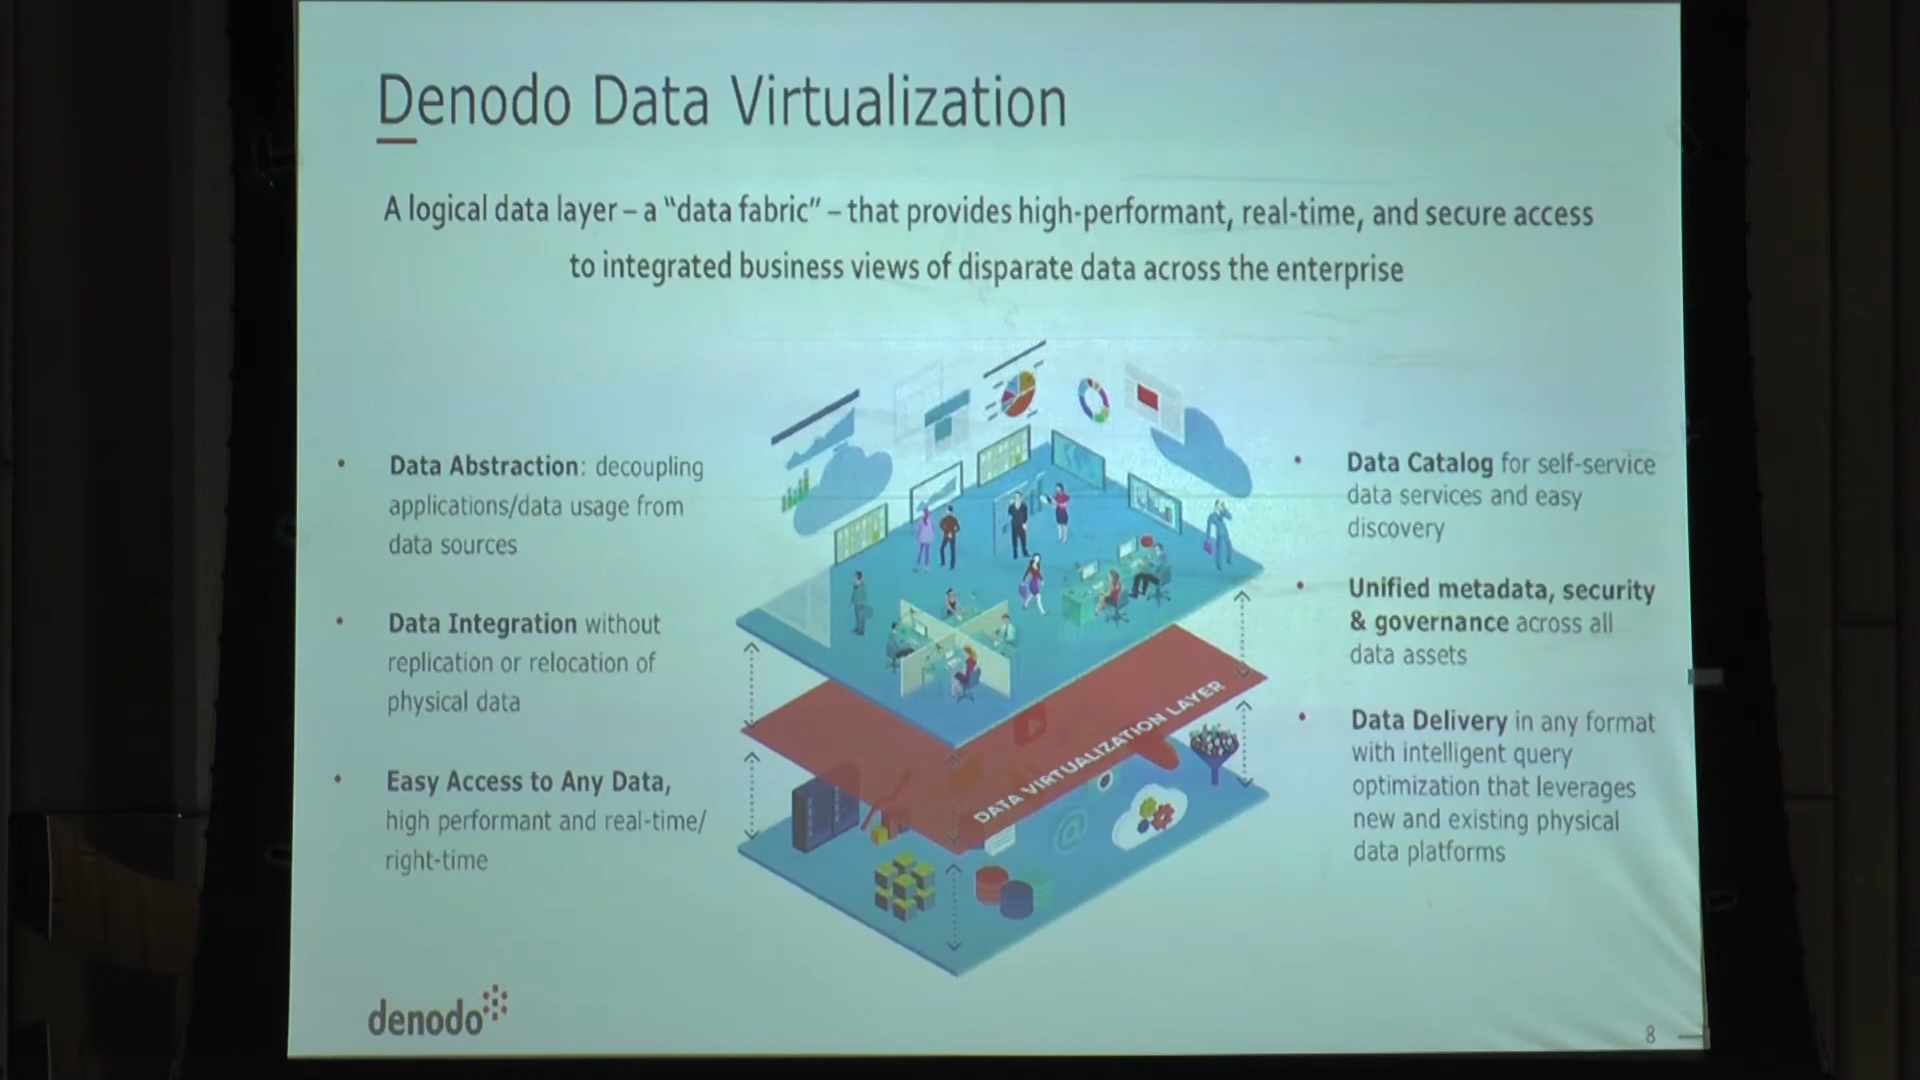 Denodo Data Virtualization
A logical data layer – a “data fabric” – that provides high-performant, real-time, and secure access
to integrated business views of disparate data across the enterprise
• Data Abstraction: decoupling
applications/data usage from
data sources
• Data Integration without
replication or relocation of
physical data
• Easy Access to Any Data,
high performant and real-time/
right-time
DATA VIRTUALIZATION LAYER
• Data Catalog for self-service
data services and easy
discovery
• Unified metadata, security
& governance across all
data assets
• Data Delivery in any format
with intelligent query
optimization that leverages
new and existing physical
data platforms
denodo
8